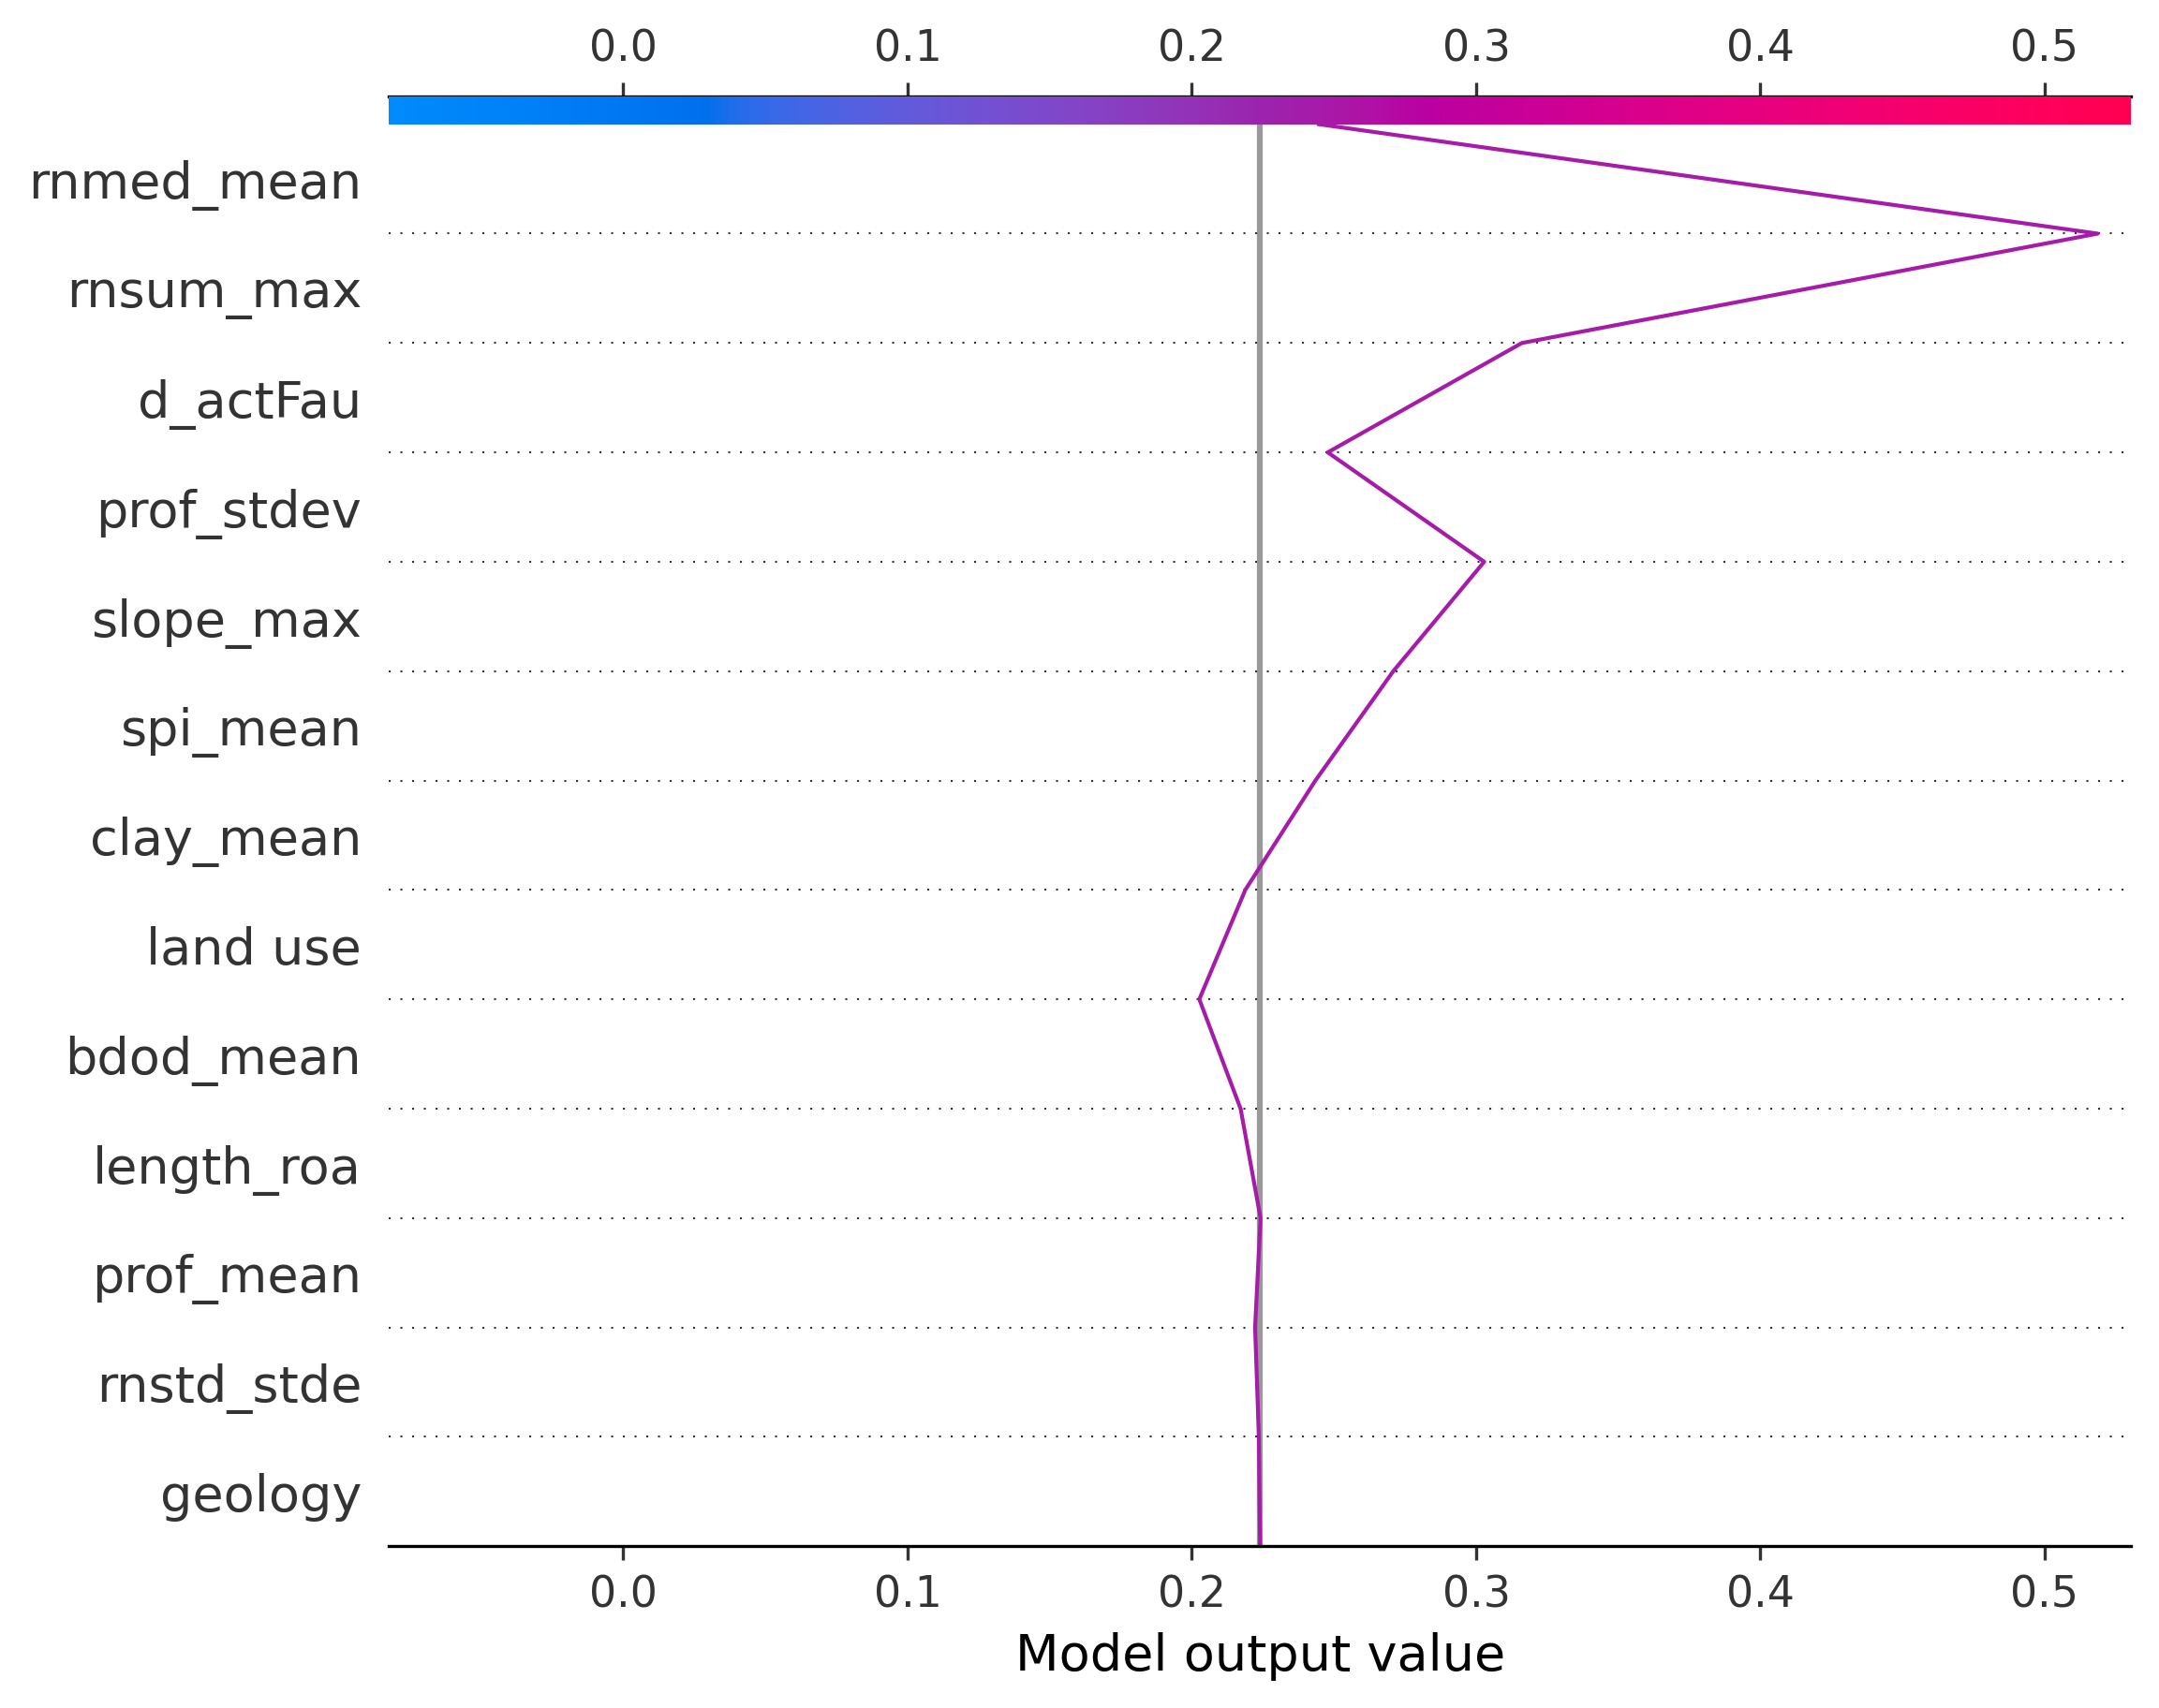 0.0 0.1 0.2 0.3 0.4 0.5
rnmed_mean
rnsum_max
d_actFau
prof_stdev
slope_max
spi_mean
clay_mean
land use
bdod_mean
length_roa
prof_mean
rnstd_stde
geology
0.0 0.1 0.2 0.3 0.4 0.5
Model output value